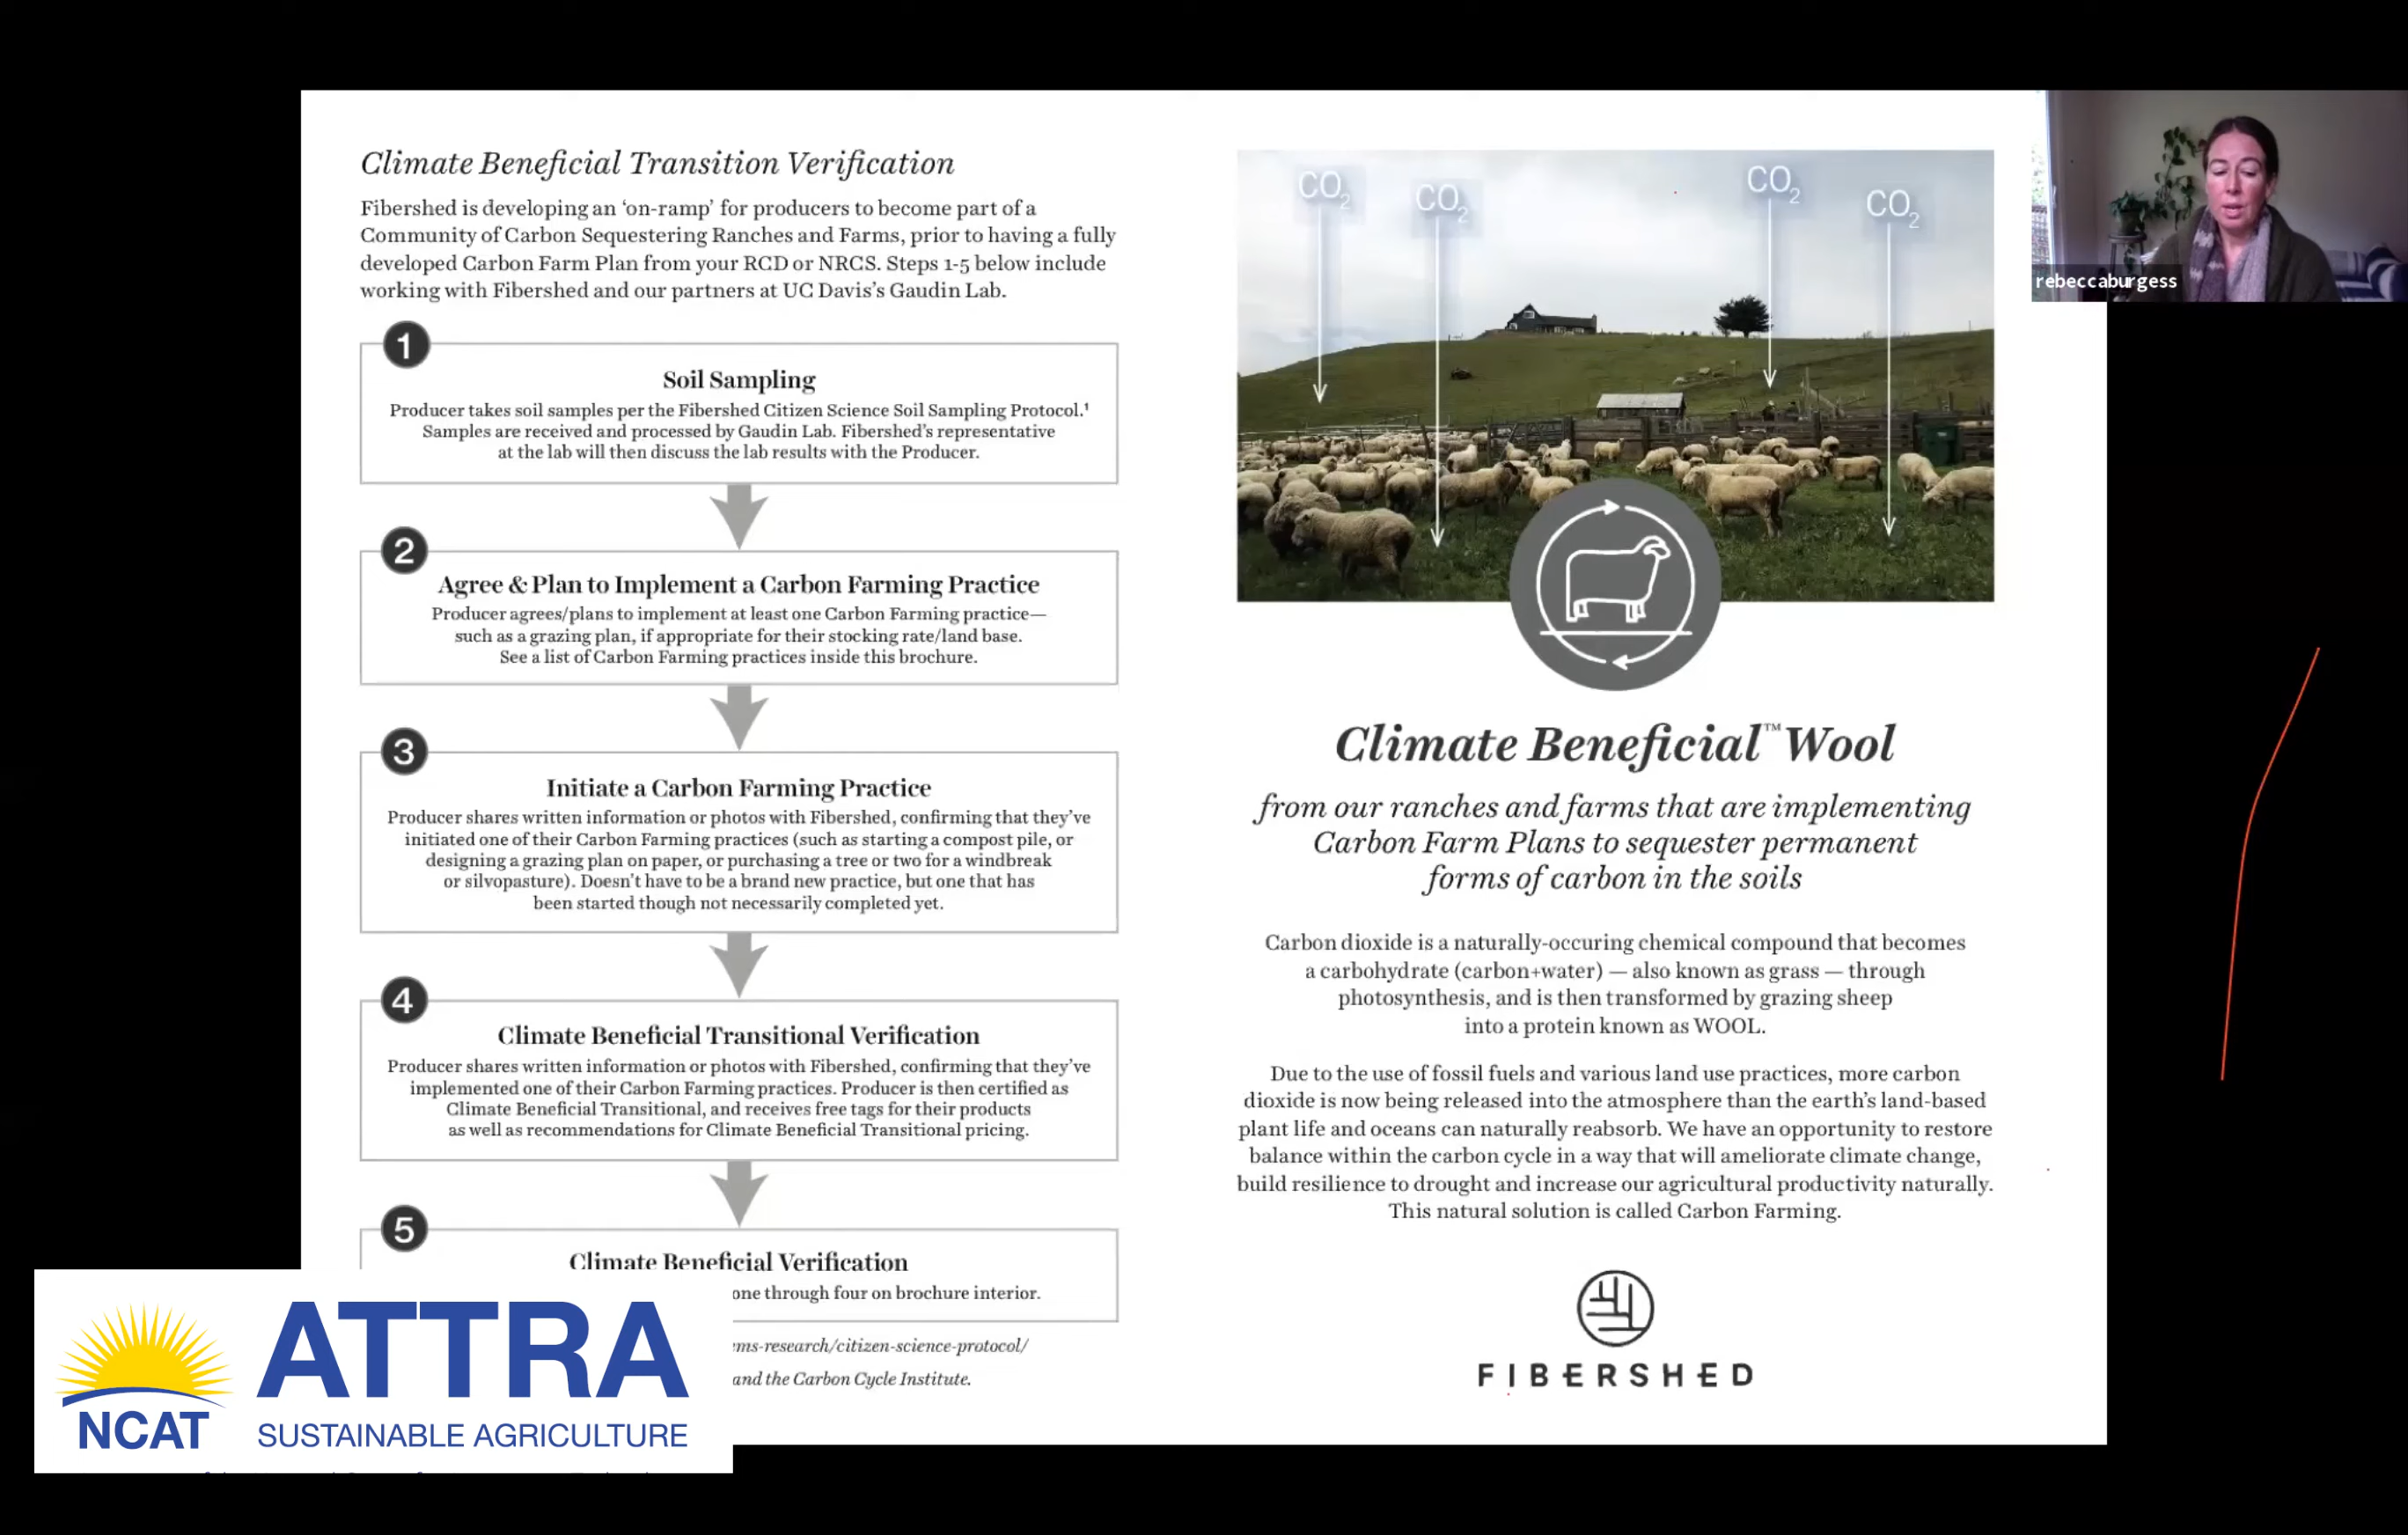 Climate Beneficial Transition Verification
Fibershed is developing an ‘on-ramp’ for producers to become part of a
Community of Carbon Sequestering Ranches and Farms, prior to having a fully
developed Carbon Farm Plan from your RCD or NRCS. Steps 1-5 below include
working with Fibershed and our partners at UC Davis’s Gaudin Lab.
1
Soil Sampling
Producer takes soil samples per the Fibershed Citizen Science Soil Sampling Protocol.¹
Samples are received and processed by Gaudin Lab. Fibershed’s representative
at the lab will then discuss the lab results with the Producer.
2
Agree & Plan to Implement a Carbon Farming Practice
Producer agrees/plans to implement at least one Carbon Farming practice—
such as a grazing plan, if appropriate for their stocking rate/land base.
See a list of Carbon Farming practices inside this brochure.
3
Initiate a Carbon Farming Practice
Producer shares written information or photos with Fibershed, confirming that they’ve
initiated one of their Carbon Farming practices (such as starting a compost pile, or
designing a grazing plan on paper, or purchasing a tree or two for a windbreak
or silvopasture). Doesn’t have to be a brand new practice, but one that has
been started though not necessarily completed yet.
4
Climate Beneficial Transitional Verification
Producer shares written information or photos with Fibershed, confirming that they’ve
implemented one of their Carbon Farming practices. Producer is then certified as
Climate Beneficial Transitional, and receives free tags for their products
as well as recommendations for Climate Beneficial Transitional pricing.
5
Climate Beneficial Verification
one through four on brochure interior.
ms-research/citizen-science-protocol/
and the Carbon Cycle Institute.
ATTRA
NCAT
SUSTAINABLE AGRICULTURE
CO₂
CO₂
CO₂
CO₂
Climate Beneficial™ Wool
from our ranches and farms that are implementing
Carbon Farm Plans to sequester permanent
forms of carbon in the soils
Carbon dioxide is a naturally-occuring chemical compound that becomes
a carbohydrate (carbon+water) — also known as grass — through
photosynthesis, and is then transformed by grazing sheep
into a protein known as WOOL.
Due to the use of fossil fuels and various land use practices, more carbon
dioxide is now being released into the atmosphere than the earth’s land-based
plant life and oceans can naturally reabsorb. We have an opportunity to restore
balance within the carbon cycle in a way that will ameliorate climate change,
build resilience to drought and increase our agricultural productivity naturally.
This natural solution is called Carbon Farming.
FIBERSHED
rebeccaburgess